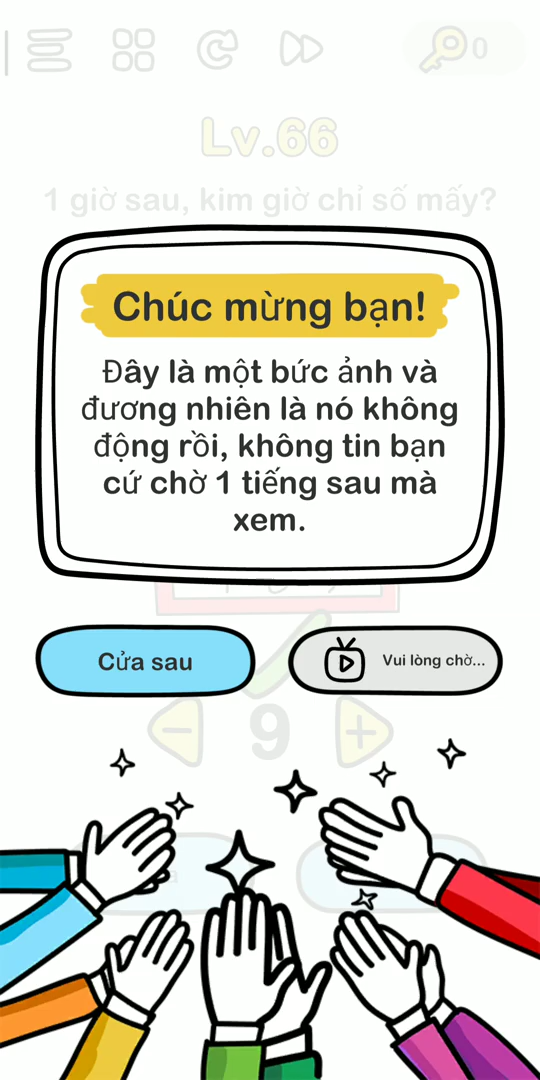 0
Lv.66
1 giờ sau, kim giờ chỉ số mấy?
Chúc mừng bạn!
Đây là một bức ảnh và
đương nhiên là nó không
động rồi, không tin bạn
cứ chờ 1 tiếng sau mà
xem.
Cửa sau
Vui lòng chờ...
9